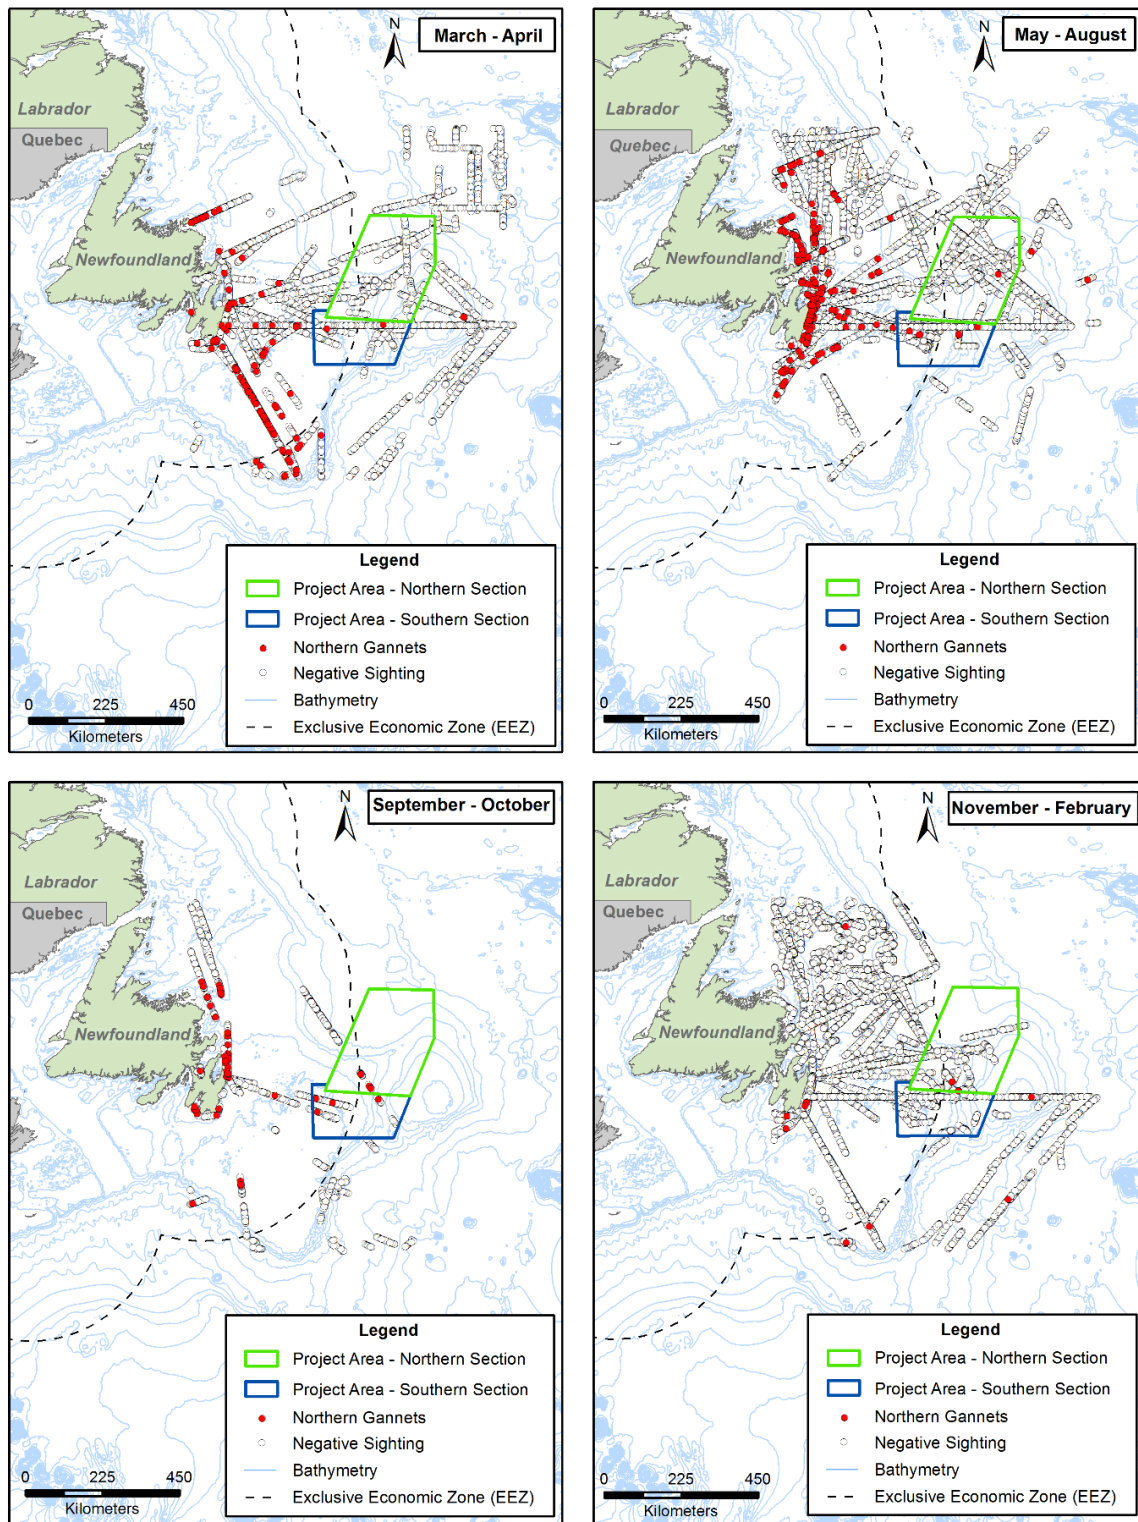 March - April
N
Labrador
Quebec
Newfoundland
Legend
Project Area - Northern Section
Project Area - Southern Section
Northern Gannets
Negative Sighting
Bathymetry
Exclusive Economic Zone (EEZ)
0 225 450
Kilometers
May - August
N
Labrador
Quebec
Newfoundland
Legend
Project Area - Northern Section
Project Area - Southern Section
Northern Gannets
Negative Sighting
Bathymetry
Exclusive Economic Zone (EEZ)
0 225 450
Kilometers
September - October
N
Labrador
Quebec
Newfoundland
Legend
Project Area - Northern Section
Project Area - Southern Section
Northern Gannets
Negative Sighting
Bathymetry
Exclusive Economic Zone (EEZ)
0 225 450
Kilometers
November - February
N
Labrador
Quebec
Newfoundland
Legend
Project Area - Northern Section
Project Area - Southern Section
Northern Gannets
Negative Sighting
Bathymetry
Exclusive Economic Zone (EEZ)
0 225 450
Kilometers